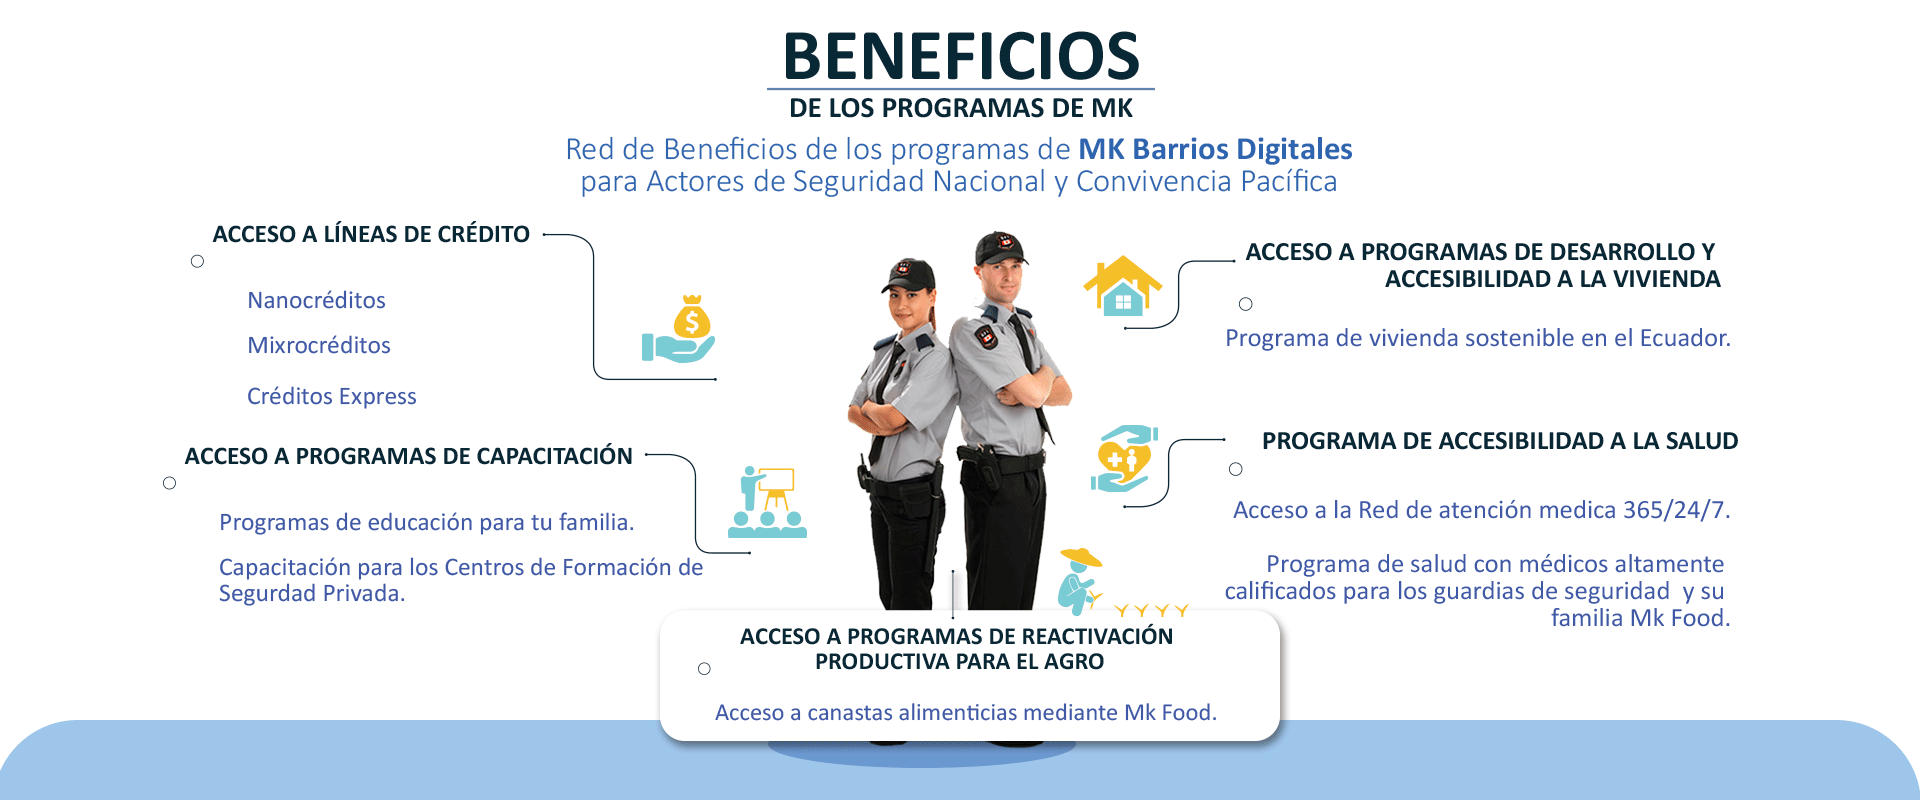 BENEFICIOS
DE LOS PROGRAMAS DE MK
Red de Beneficios de los programas de MK Barrios Digitales
para Actores de Seguridad Nacional y Convivencia Pacífica
ACCESO A LÍNEAS DE CRÉDITO
Nanocréditos
Mixrocréditos
Créditos Express
ACCESO A PROGRAMAS DE CAPACITACIÓN
Programas de educación para tu familia.
Capacitación para los Centros de Formación de
Segurdad Privada.
ACCESO A PROGRAMAS DE DESARROLLO Y
ACCESIBILIDAD A LA VIVIENDA
Programa de vivienda sostenible en el Ecuador.
PROGRAMA DE ACCESIBILIDAD A LA SALUD
Acceso a la Red de atención medica 365/24/7.
Programa de salud con médicos altamente
calificados para los guardias de seguridad y su
familia Mk Food.
ACCESO A PROGRAMAS DE REACTIVACIÓN
PRODUCTIVA PARA EL AGRO
Acceso a canastas alimenticias mediante Mk Food.